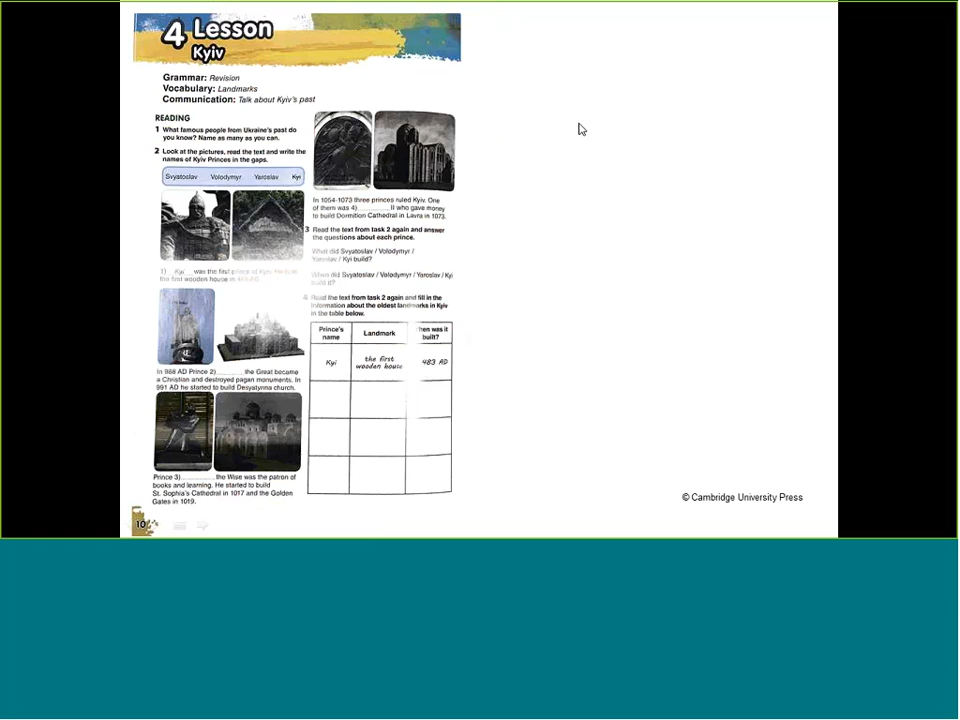 4 Lesson
Kyiv
Grammar: Revision
Vocabulary: Landmarks
Communication: Talk about Kyiv's past
READING
1 What famous people from Ukraine's past do
you know? Name as many as you can.
2 Look at the pictures, read the text and write the
names of Kyiv Princes in the gaps.
Svyatoslav Volodymyr Yaroslav Kyi
1) Kyi was the first prince of Kyiv. He built
the first wooden house in 483 AD.
In 988 AD Prince 2)............ the Great became
a Christian and destroyed pagan monuments. In
991 AD he started to build Desyatynna church.
Prince 3)............ the Wise was the patron of
books and learning. He started to build
St. Sophia's Cathedral in 1017 and the Golden
Gates in 1019.
In 1054-1073 three princes ruled Kyiv. One
of them was 4)............ II who gave money
to build Dormition Cathedral in Lavra in 1073.
3 Read the text from task 2 again and answer
the questions about each prince.
What did Svyatoslav / Volodymyr /
Yaroslav / Kyi build?
When did Svyatoslav / Volodymyr / Yaroslav / Kyi
build it?
4 Read the text from task 2 again and fill in the
information about the oldest landmarks in Kyiv
in the table below.
Prince's name Landmark When was it built?
Kyi the first wooden house 483 AD
10
© Cambridge University Press